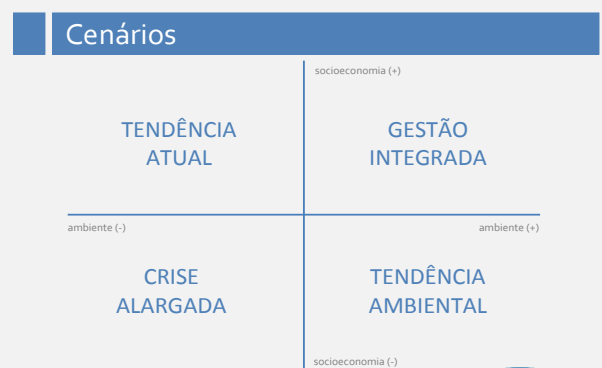 Cenários
socioeconomia (+)
TENDÊNCIA
ATUAL
GESTÃO
INTEGRADA
ambiente (-)
ambiente (+)
CRISE
ALARGADA
TENDÊNCIA
AMBIENTAL
socioeconomia (-)